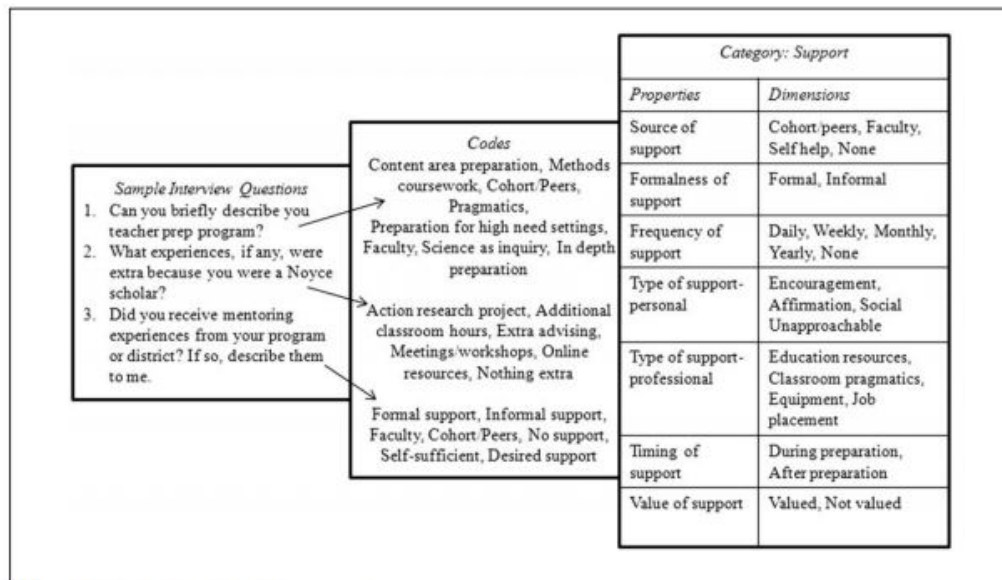 Sample Interview Questions
1. Can you briefly describe you
teacher prep program?
2. What experiences, if any, were
extra because you were a Noyce
scholar?
3. Did you receive mentoring
experiences from your program
or district? If so, describe them
to me.
Codes
Content area preparation, Methods
coursework, Cohort/Peers,
Pragmatics,
Preparation for high need settings,
Faculty, Science as inquiry, In depth
preparation
Action research project, Additional
classroom hours, Extra advising,
Meetings/workshops, Online
resources, Nothing extra
Formal support, Informal support,
Faculty, Cohort/Peers, No support,
Self-sufficient, Desired support
Category: Support
Properties Dimensions
Source of Cohort/peers, Faculty,
support Self help, None
Formalness of Formal, Informal
support
Frequency of Daily, Weekly, Monthly,
support Yearly, None
Type of support- Encouragement,
personal Affirmation, Social
Unapproachable
Type of support- Education resources,
professional Classroom pragmatics,
Equipment, Job
placement
Timing of During preparation,
support After preparation
Value of support Valued, Not valued